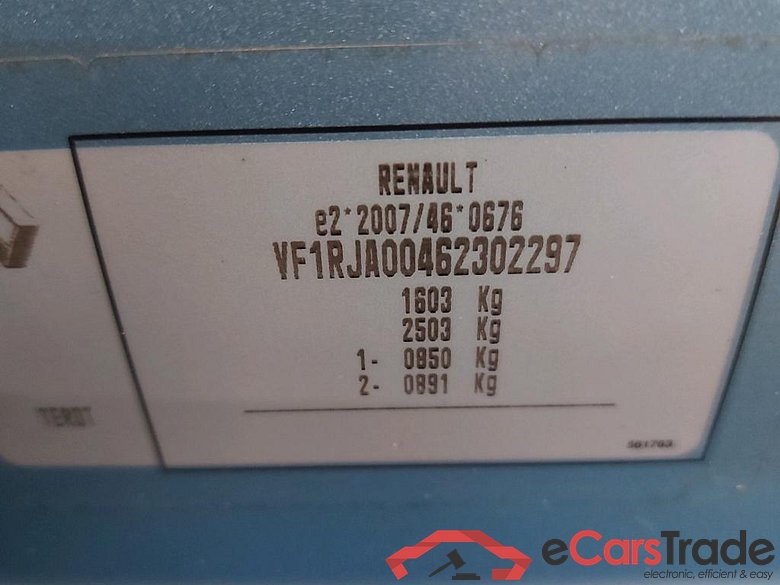 RENAULT
e2*2007/46*0676
VF1RJA00462302297
1603 Kg
2503 Kg
1- 0850 Kg
2- 0891 Kg
eCarsTrade
electronic, efficient & easy